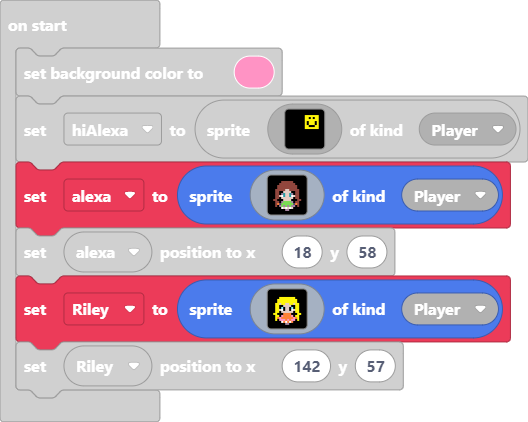 on start
set background color to
set hiAlexa to sprite of kind Player
set alexa to sprite of kind Player
set alexa position to x 18 y 58
set Riley to sprite of kind Player
set Riley position to x 142 y 57